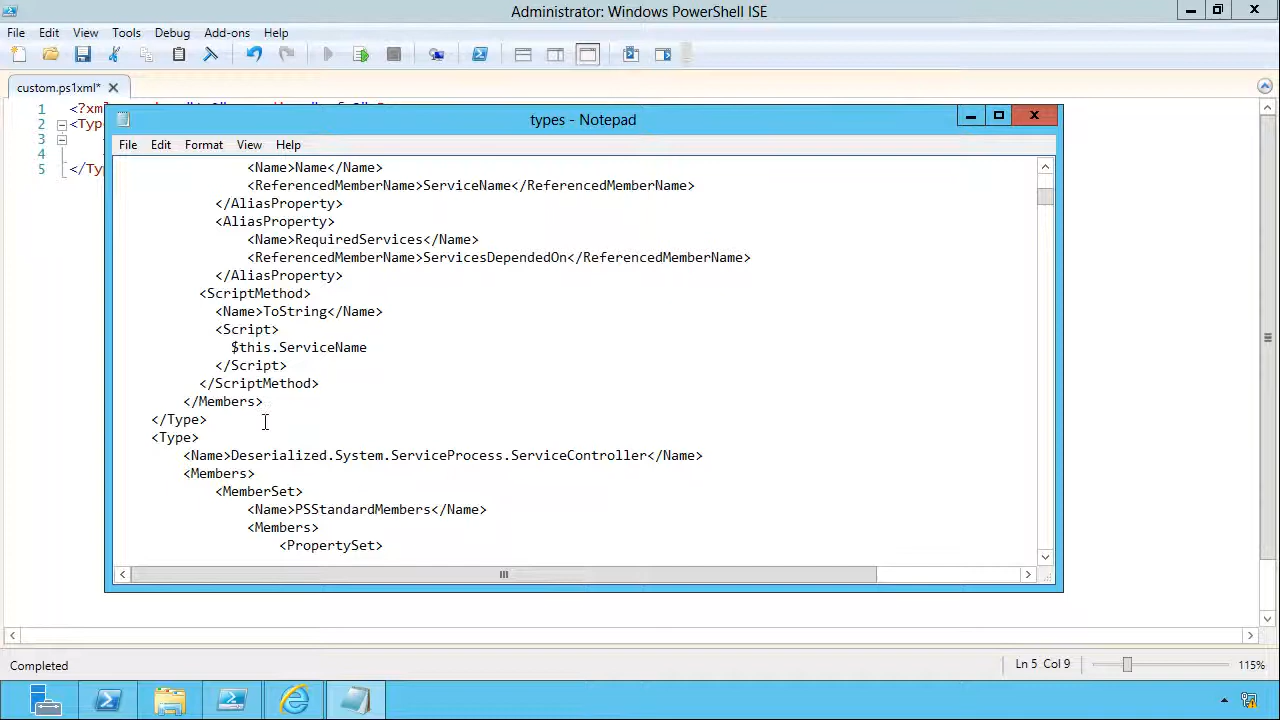 Administrator: Windows PowerShell ISE
File Edit View Tools Debug Add-ons Help
custom.ps1xml*
1 <?xml
2 <Typ
3
4
5 </Ty
types - Notepad
File Edit Format View Help
<Name>Name</Name>
<ReferencedMemberName>ServiceName</ReferencedMemberName>
</AliasProperty>
<AliasProperty>
<Name>RequiredServices</Name>
<ReferencedMemberName>ServicesDependedOn</ReferencedMemberName>
</AliasProperty>
<ScriptMethod>
<Name>ToString</Name>
<Script>
$this.ServiceName
</Script>
</ScriptMethod>
</Members>
</Type>
<Type>
<Name>Deserialized.System.ServiceProcess.ServiceController</Name>
<Members>
<MemberSet>
<Name>PSStandardMembers</Name>
<Members>
<PropertySet>
Completed
Ln 5 Col 9
115%